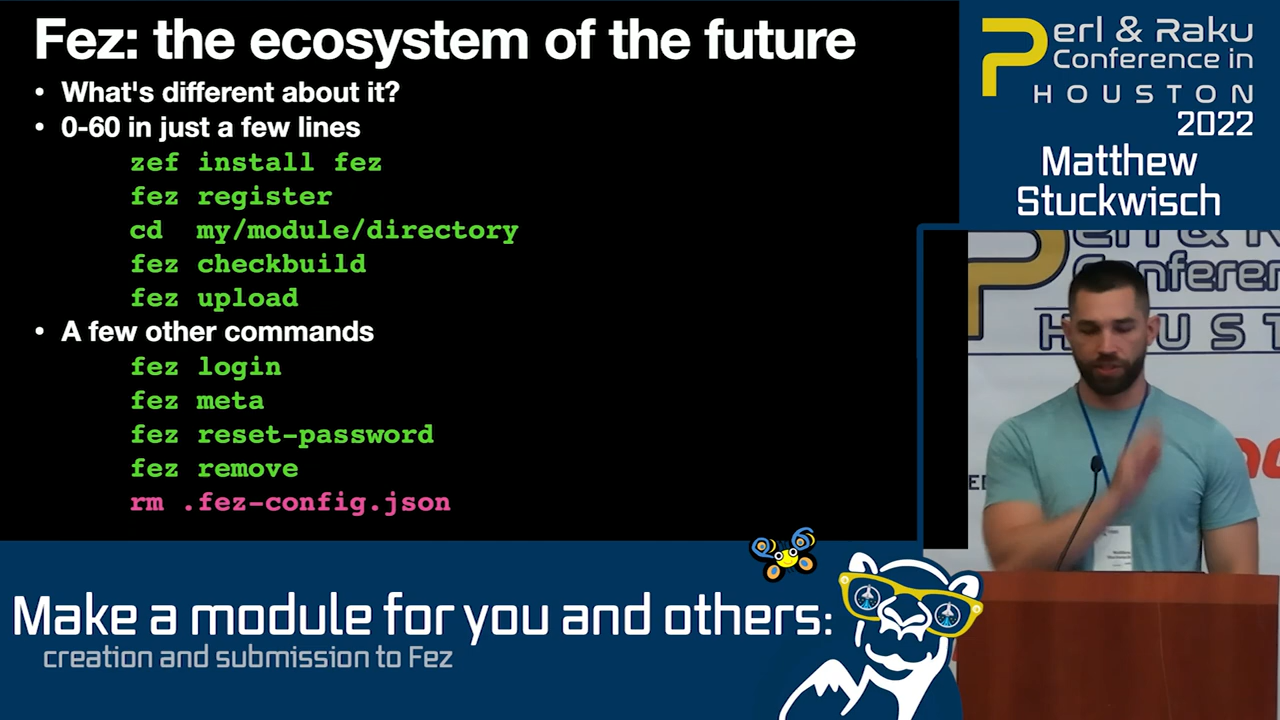 Fez: the ecosystem of the future
• What's different about it?
• 0-60 in just a few lines
zef install fez
fez register
cd my/module/directory
fez checkbuild
fez upload
• A few other commands
fez login
fez meta
fez reset-password
fez remove
rm .fez-config.json
Perl & Raku
Conference in
HOUSTON
2022
Matthew
Stuckwisch
Perl & R
Conferen
HOUST
Make a module for you and others:
creation and submission to Fez